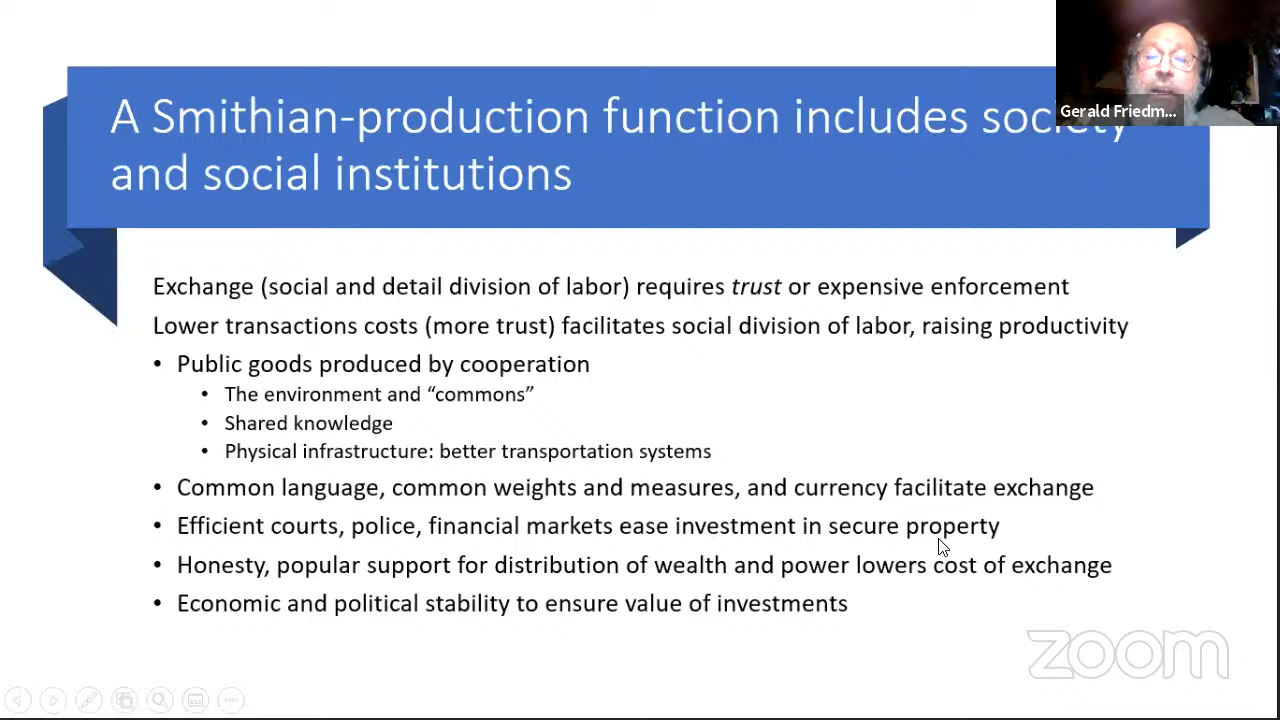 A Smithian-production function includes society
and social institutions
Gerald Friedm...
Exchange (social and detail division of labor) requires trust or expensive enforcement
Lower transactions costs (more trust) facilitates social division of labor, raising productivity
• Public goods produced by cooperation
• The environment and “commons”
• Shared knowledge
• Physical infrastructure: better transportation systems
• Common language, common weights and measures, and currency facilitate exchange
• Efficient courts, police, financial markets ease investment in secure property
• Honesty, popular support for distribution of wealth and power lowers cost of exchange
• Economic and political stability to ensure value of investments
zoom